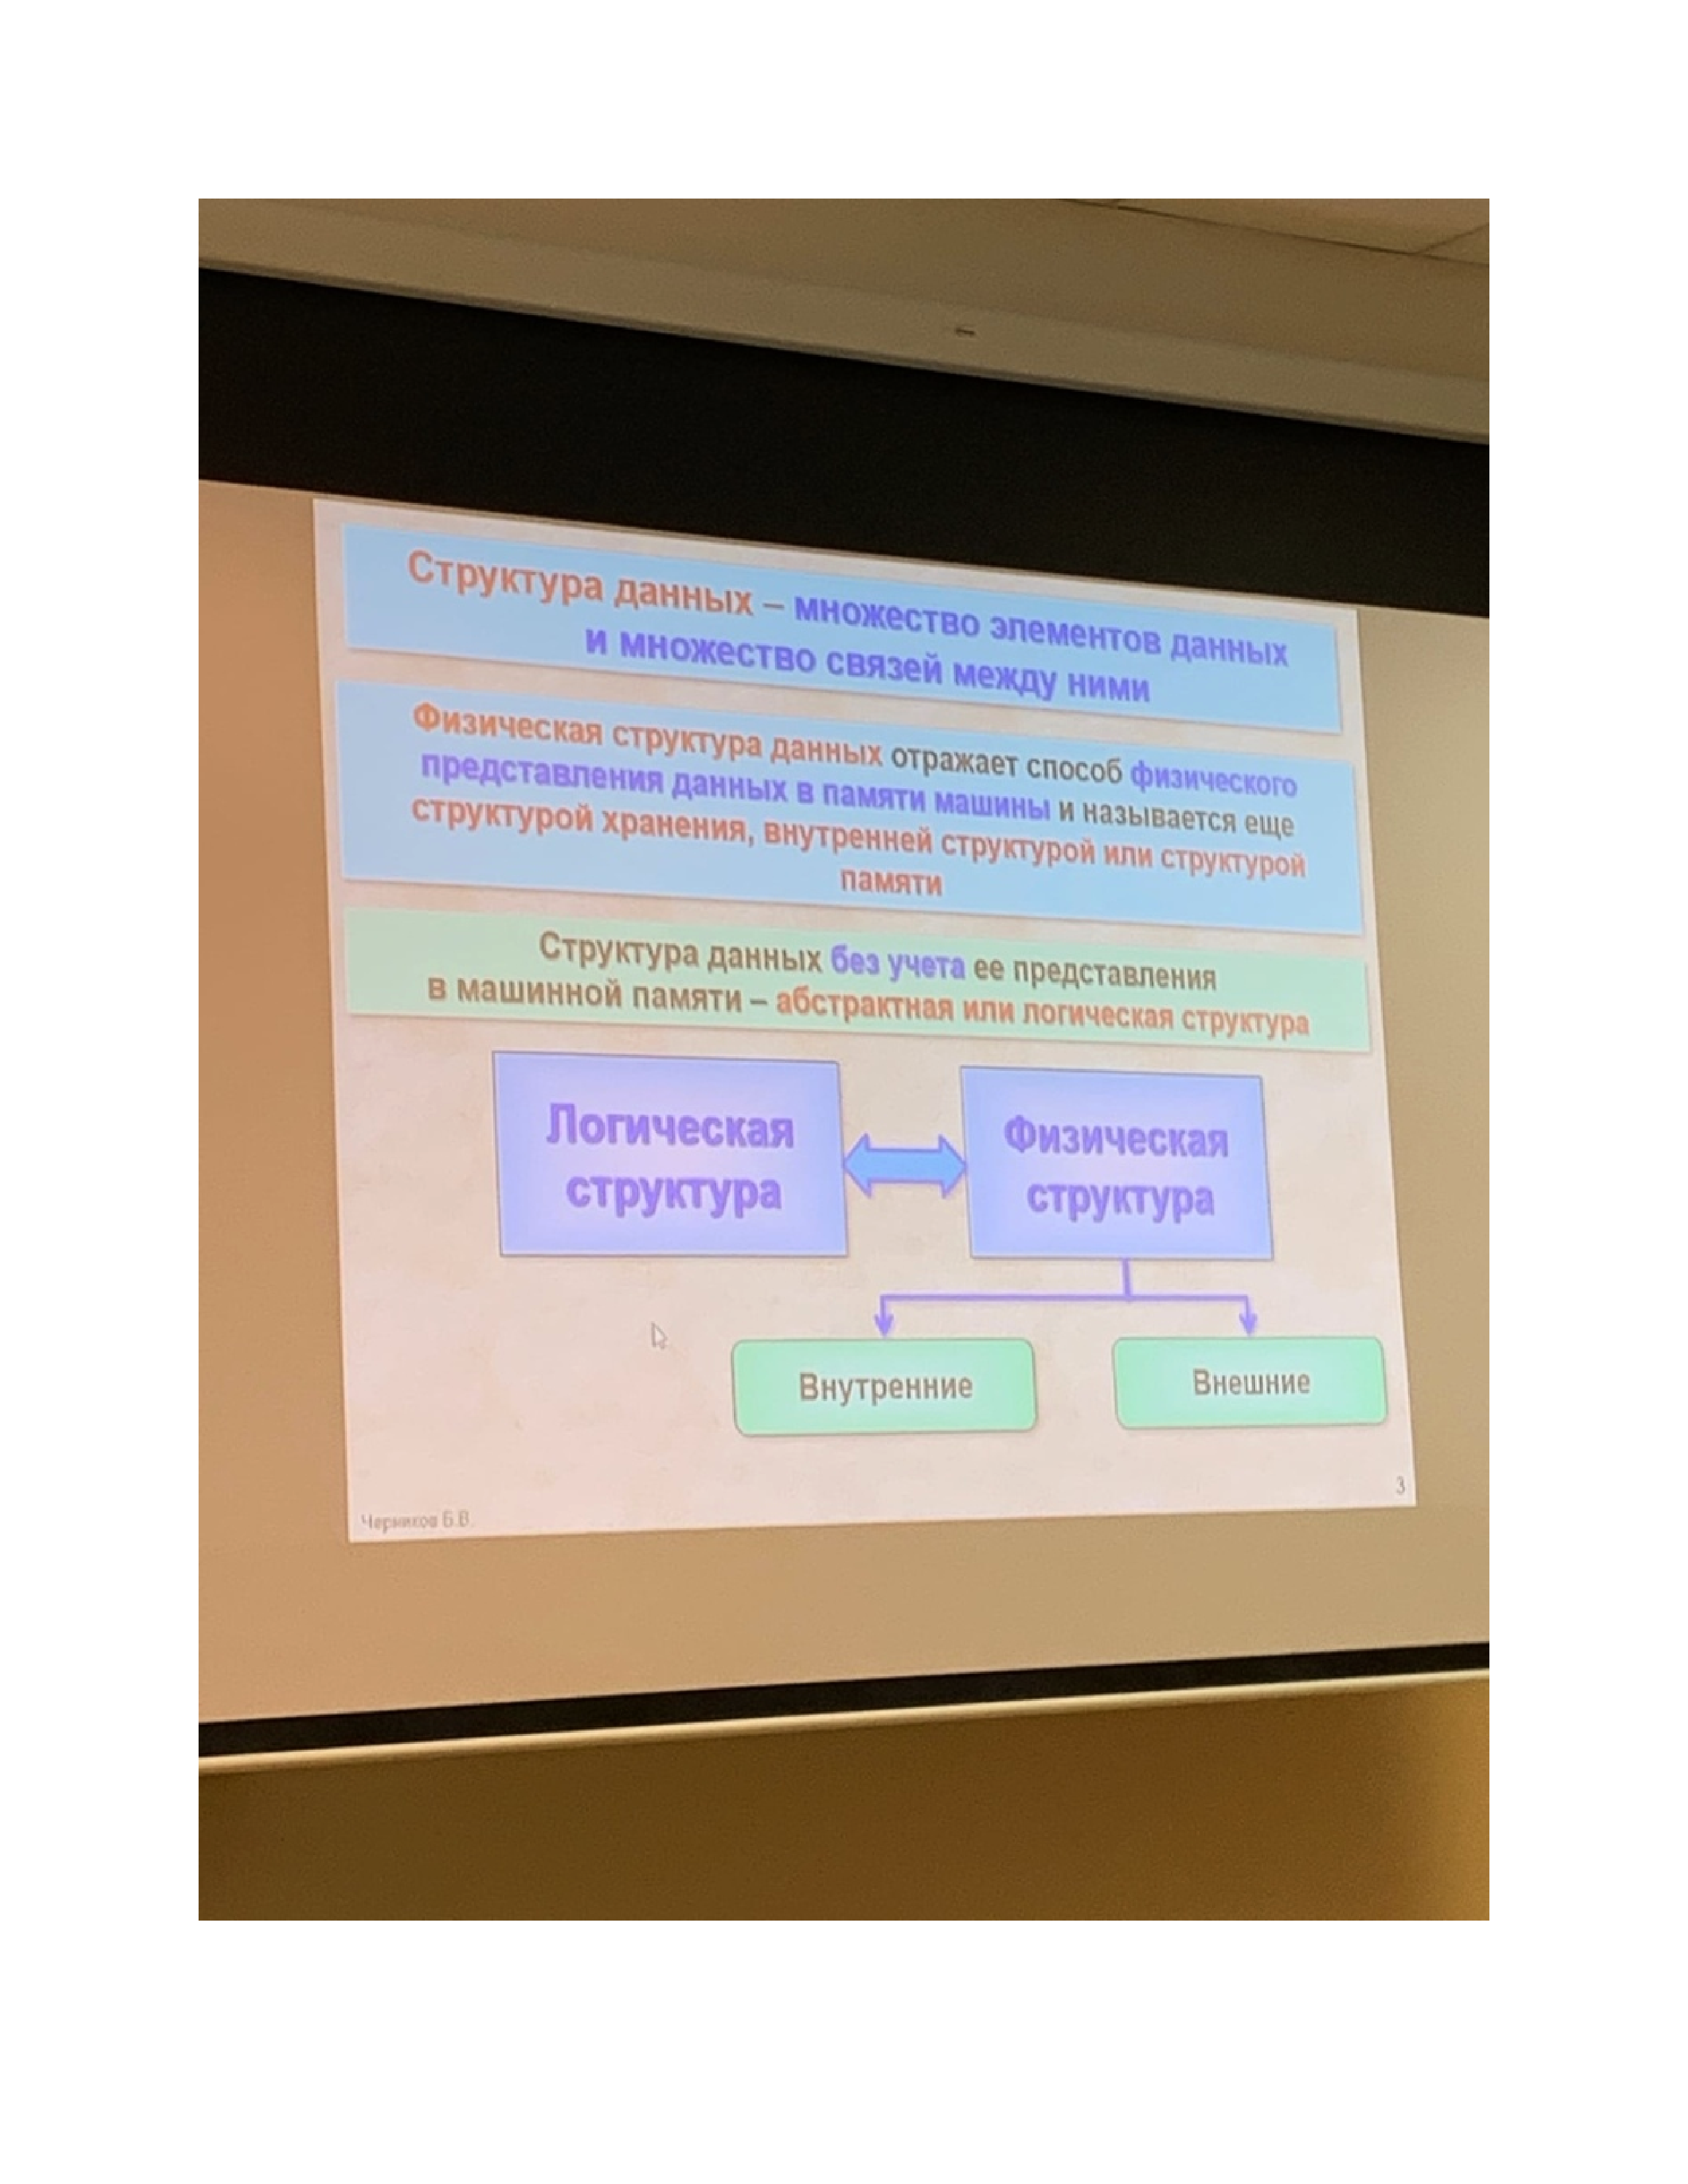 Структура данных – множество элементов данных
и множество связей между ними
Физическая структура данных отражает способ физического
представления данных в памяти машины и называется еще
структурой хранения, внутренней структурой или структурой
памяти
Структура данных без учета ее представления
в машинной памяти – абстрактная или логическая структура
Логическая
структура
Физическая
структура
Внутренние
Внешние
Черников Б.В.
3